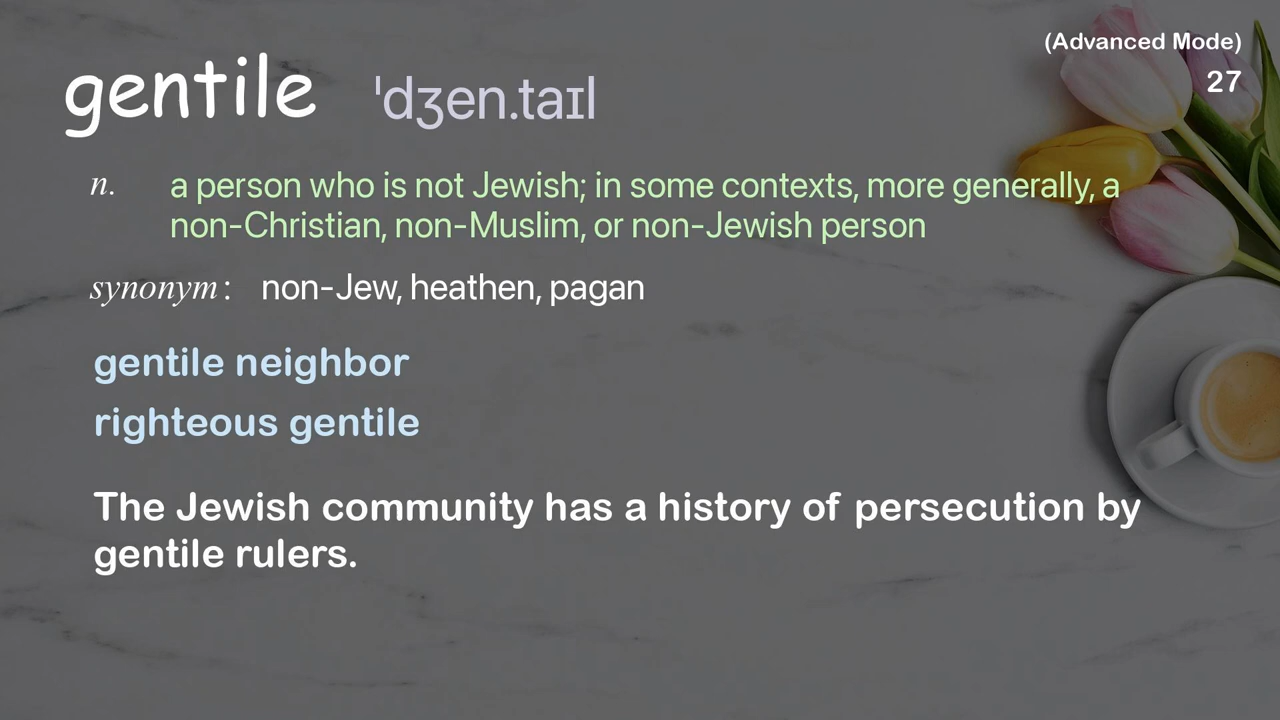 (Advanced Mode)
27
gentile ˈdʒen.taɪl
n. a person who is not Jewish; in some contexts, more generally, a
non-Christian, non-Muslim, or non-Jewish person
synonym: non-Jew, heathen, pagan
gentile neighbor
righteous gentile
The Jewish community has a history of persecution by
gentile rulers.